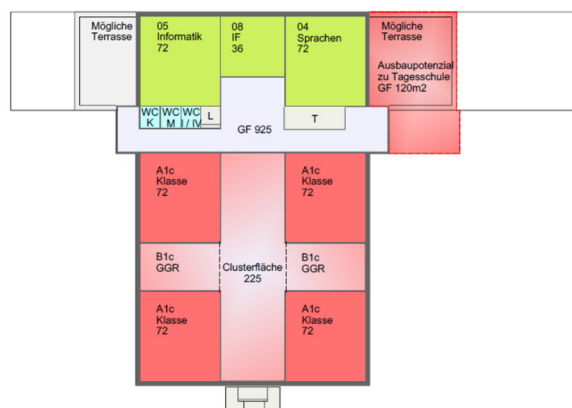 Mögliche
Terrasse
05
Informatik
72
08
IF
36
04
Sprachen
72
Mögliche
Terrasse
Ausbaupotenzial
zu Tagesschule
GF 120m2
WC
K
WC
M
WC
I / IV
L
T
GF 925
A1c
Klasse
72
A1c
Klasse
72
B1c
GGR
Clusterfläche
225
B1c
GGR
A1c
Klasse
72
A1c
Klasse
72